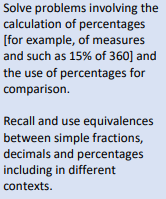 Solve problems involving the
calculation of percentages
[for example, of measures
and such as 15% of 360] and
the use of percentages for
comparison.
Recall and use equivalences
between simple fractions,
decimals and percentages
including in different
contexts.